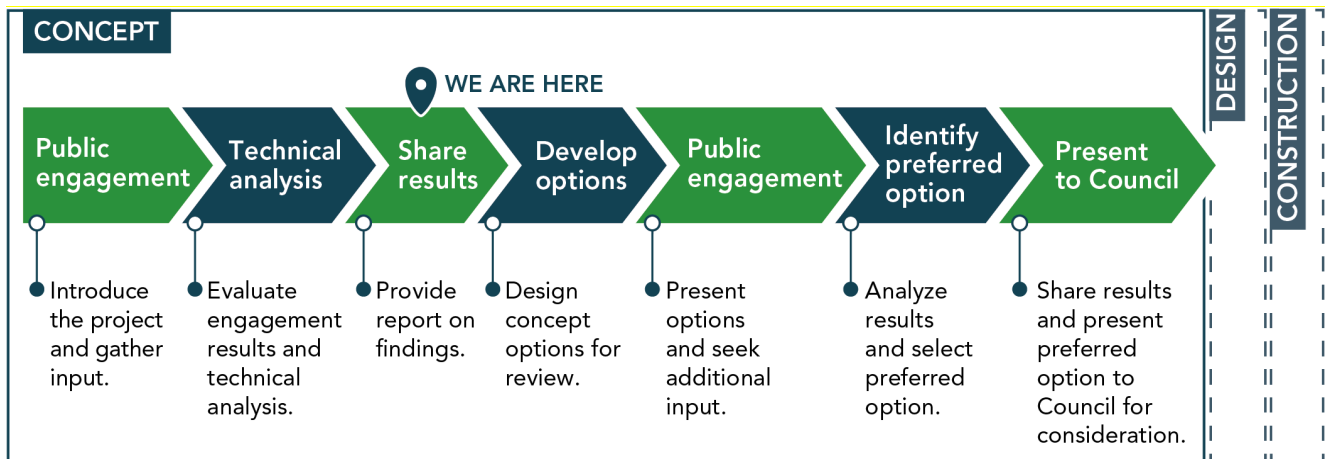 CONCEPT
WE ARE HERE
Public
engagement
Technical
analysis
Share
results
Develop
options
Public
engagement
Identify
preferred
option
Present
to Council
DESIGN
CONSTRUCTION
Introduce
the project
and gather
input.
Evaluate
engagement
results and
technical
analysis.
Provide
report on
findings.
Design
concept
options for
review.
Present
options
and seek
additional
input.
Analyze
results
and select
preferred
option.
Share results
and present
preferred
option to
Council for
consideration.